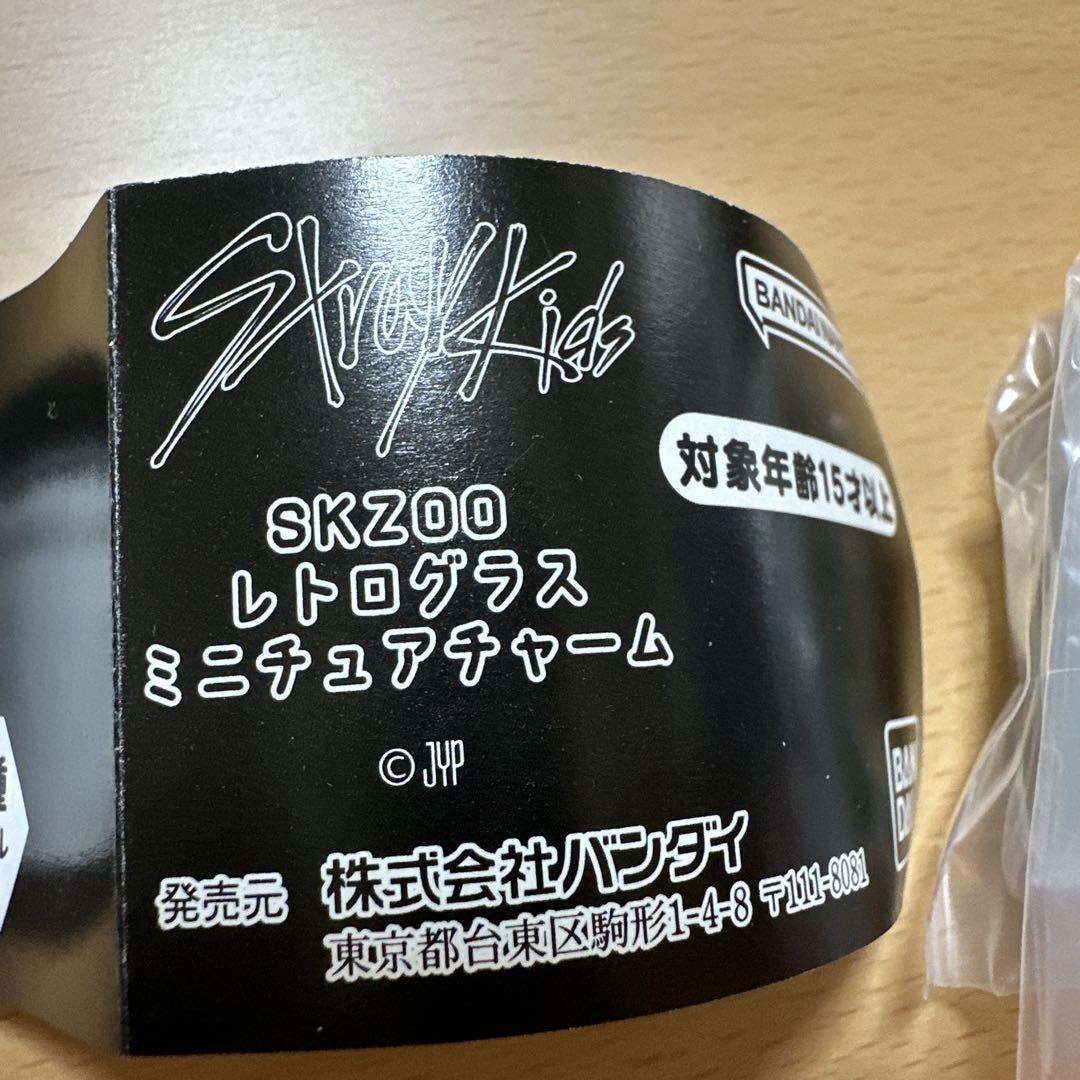 Stray Kids
BANDAI
対象年齢15才以上
SKZOO
レトログラス
ミニチュアチャーム
© JYP
BAN
DAI
発売元 株式会社バンダイ
東京都台東区駒形1-4-8 〒111-8081